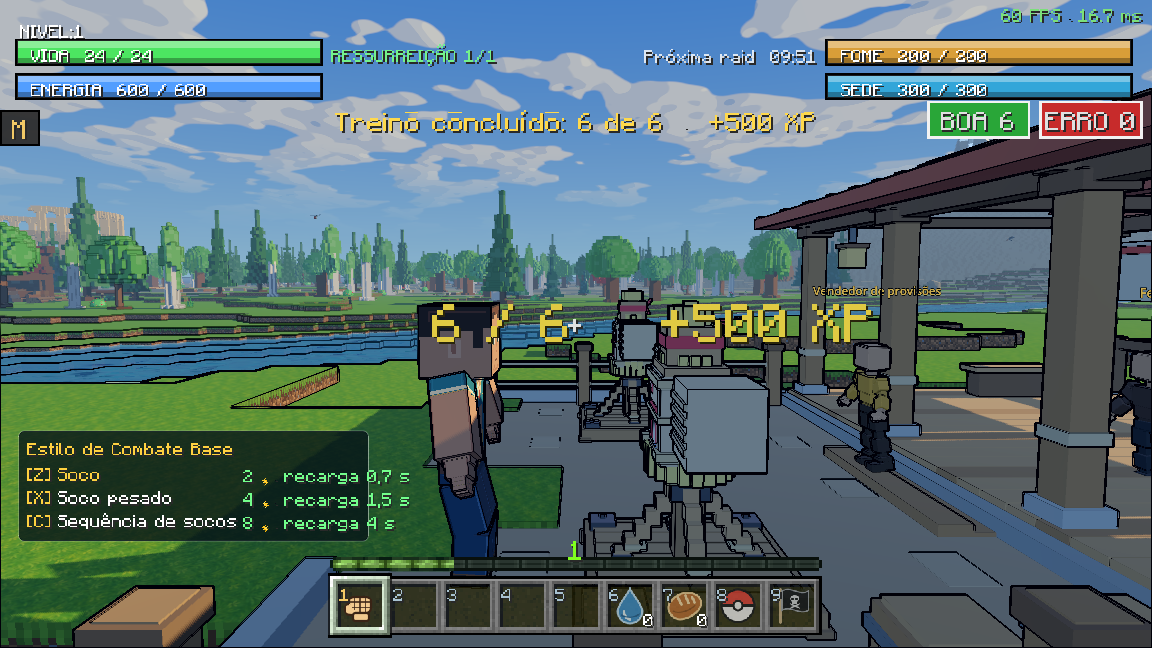 60 FPS . 16.7 ms
NIVEL:1
VIDA 24 / 24
RESSURREIÇÃO 1/1
Próxima raid 09:51
FOME 200 / 200
ENERGIA 600 / 600
SEDE 300 / 300
M
Treino concluído: 6 de 6 . +500 XP
BOA 6
ERRO 0
Vendedor de provisões
6 / 6 +500 XP
Estilo de Combate Base
[Z] Soco 2 recarga 0,7 s
[X] Soco pesado 4 recarga 1,5 s
[C] Sequência de socos 8 recarga 4 s
1
1 2 3 4 5 6 7 8 9
0 0